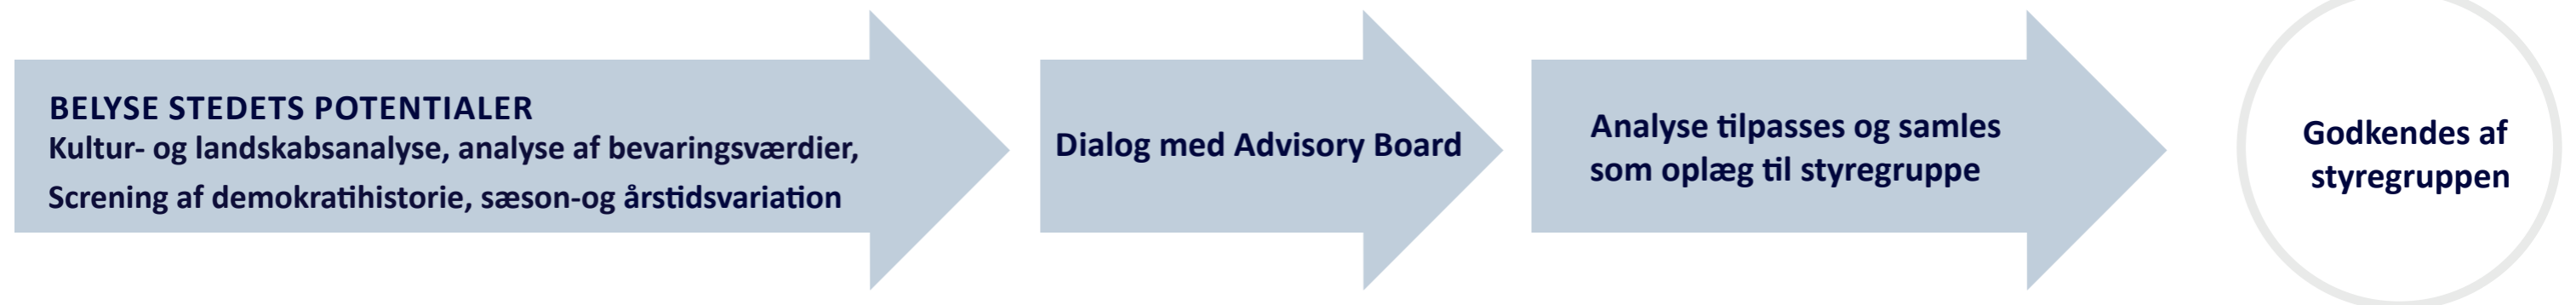 BELYSE STEDETS POTENTIALER
Kultur- og landskabsanalyse, analyse af bevaringsværdier,
Screning af demokratihistorie, sæson-og årstidsvariation
Dialog med Advisory Board
Analyse tilpasses og samles
som oplæg til styregruppe
Godkendes af
styregruppen